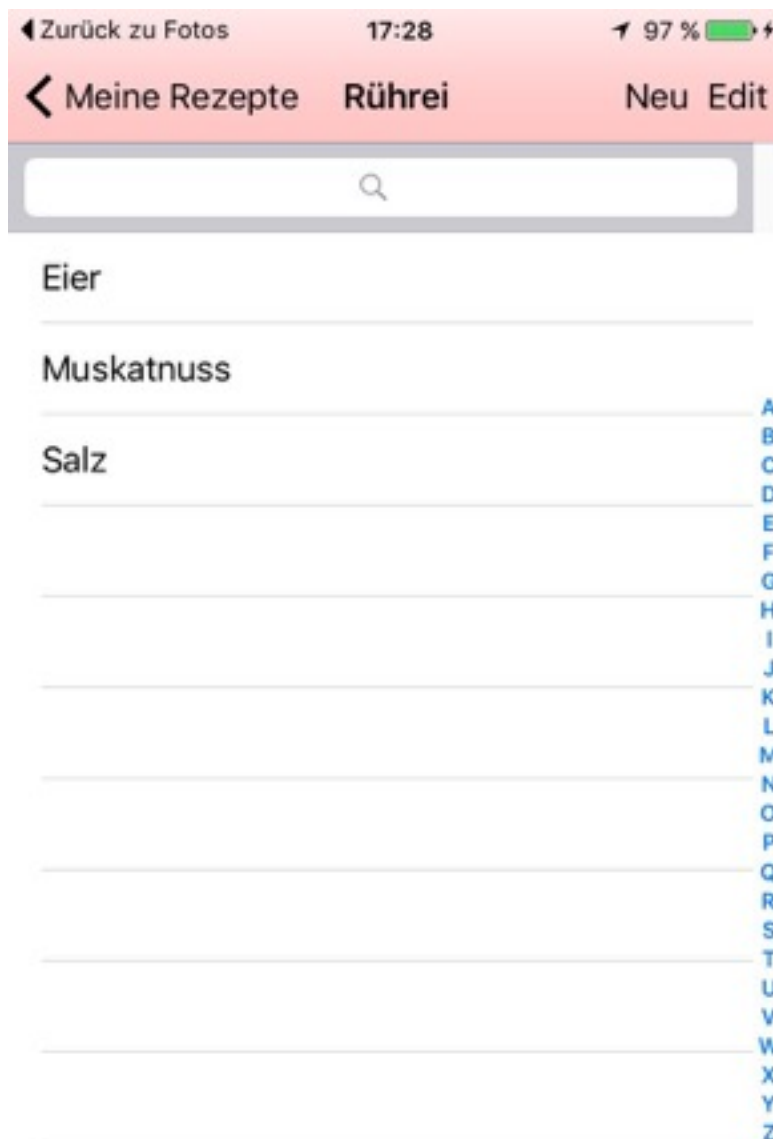 Zurück zu Fotos 17:28 97 %
Meine Rezepte Rührei Neu Edit
Eier
Muskatnuss
Salz
A
B
C
D
E
F
G
H
I
J
K
L
M
N
O
P
Q
R
S
T
U
V
W
X
Y
Z